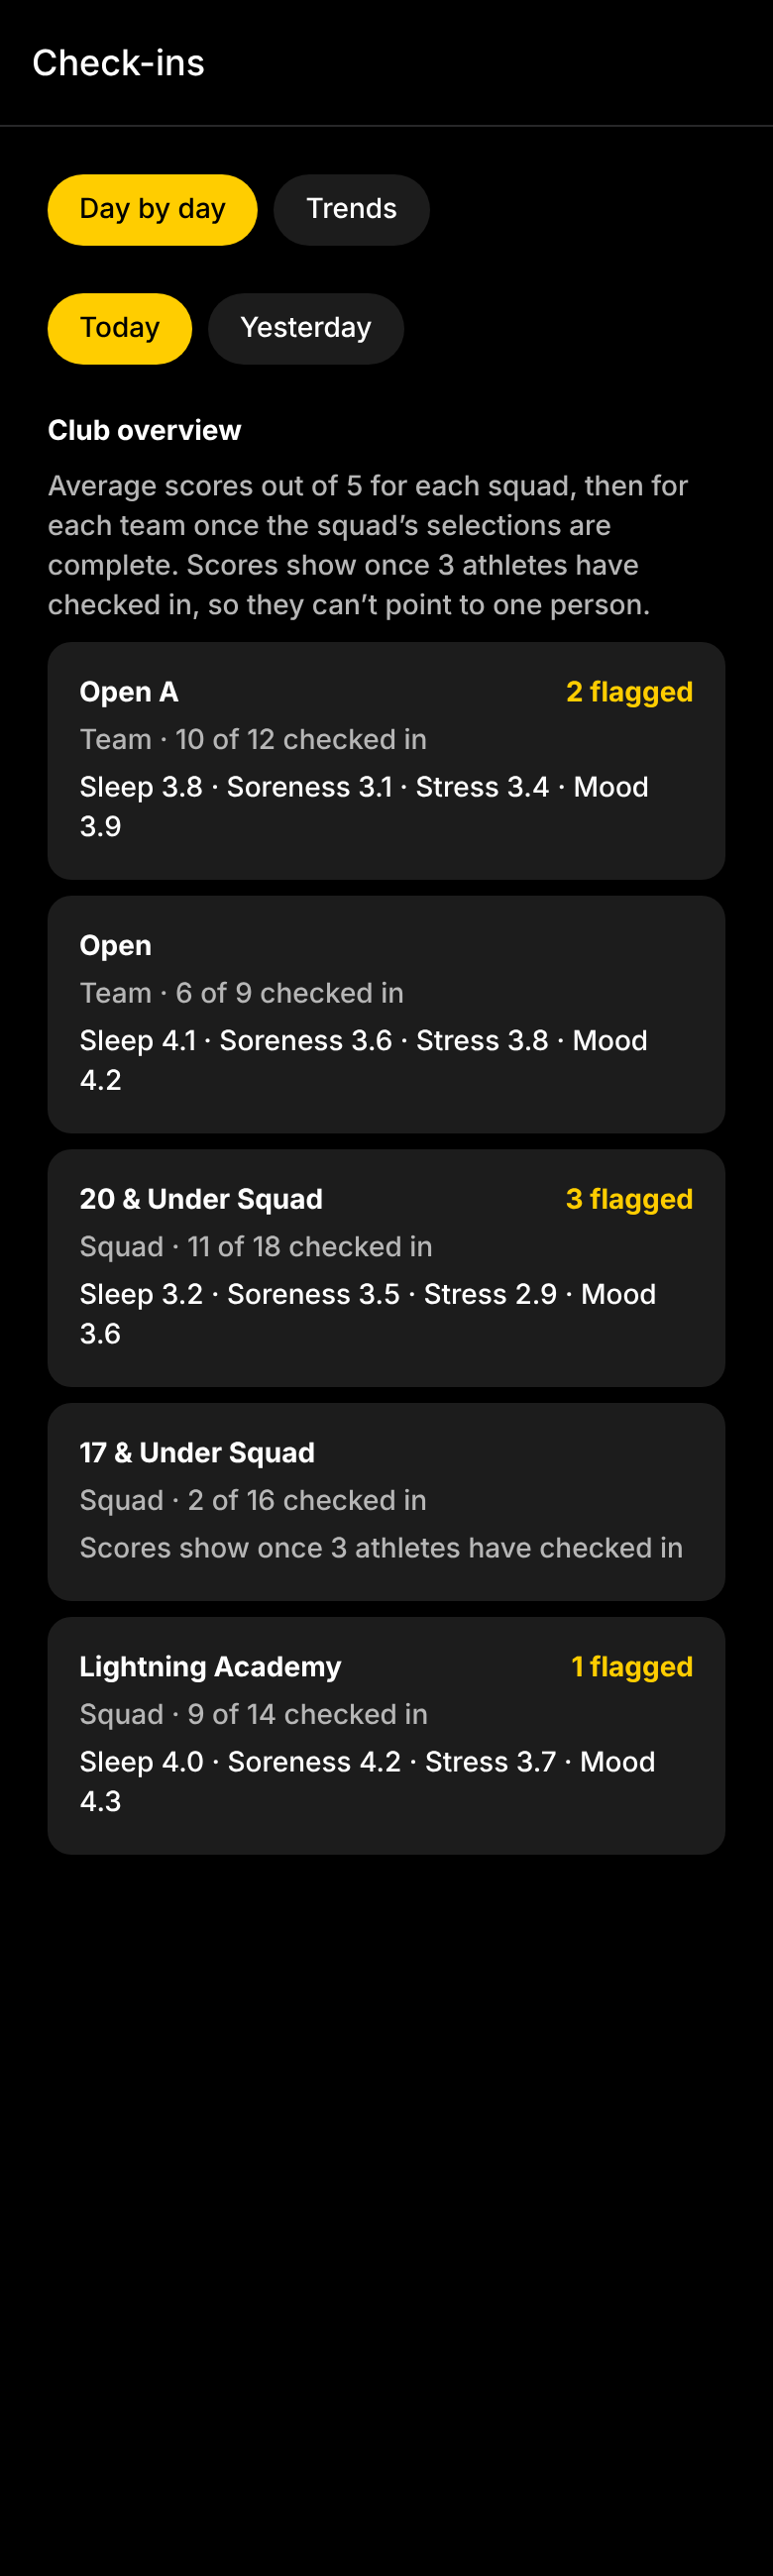 Check-ins
Day by day
Trends
Today
Yesterday
Club overview
Average scores out of 5 for each squad, then for
each team once the squad’s selections are
complete. Scores show once 3 athletes have
checked in, so they can’t point to one person.
Open A
2 flagged
Team · 10 of 12 checked in
Sleep 3.8 · Soreness 3.1 · Stress 3.4 · Mood
3.9
Open
Team · 6 of 9 checked in
Sleep 4.1 · Soreness 3.6 · Stress 3.8 · Mood
4.2
20 & Under Squad
3 flagged
Squad · 11 of 18 checked in
Sleep 3.2 · Soreness 3.5 · Stress 2.9 · Mood
3.6
17 & Under Squad
Squad · 2 of 16 checked in
Scores show once 3 athletes have checked in
Lightning Academy
1 flagged
Squad · 9 of 14 checked in
Sleep 4.0 · Soreness 4.2 · Stress 3.7 · Mood
4.3